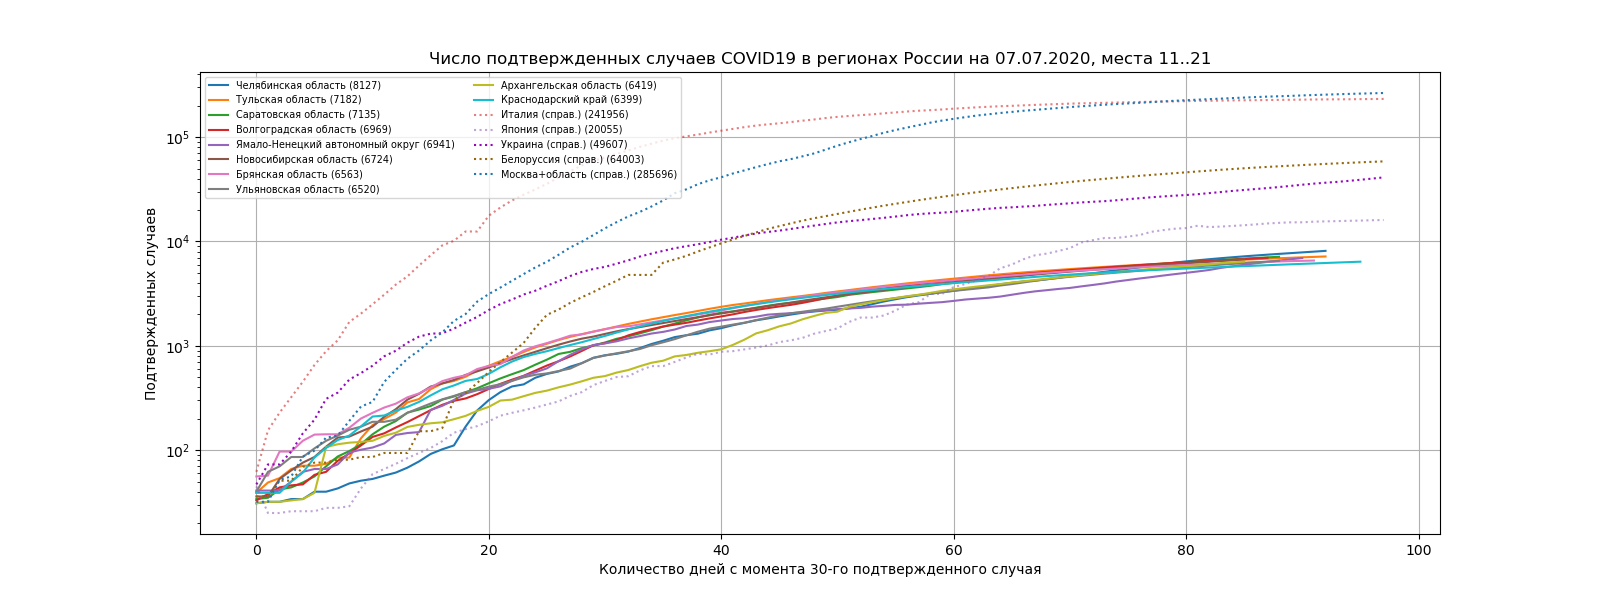 Число подтвержденных случаев COVID19 в регионах России на 07.07.2020, места 11..21
Челябинская область (8127)
Тульская область (7182)
Саратовская область (7135)
Волгоградская область (6969)
Ямало-Ненецкий автономный округ (6941)
Новосибирская область (6724)
Брянская область (6563)
Ульяновская область (6520)
Архангельская область (6419)
Краснодарский край (6399)
Италия (справ.) (241956)
Япония (справ.) (20055)
Украина (справ.) (49607)
Белоруссия (справ.) (64003)
Москва+область (справ.) (285696)
Подтвержденных случаев
10⁵
10⁴
10³
10²
0 20 40 60 80 100
Количество дней с момента 30-го подтвержденного случая